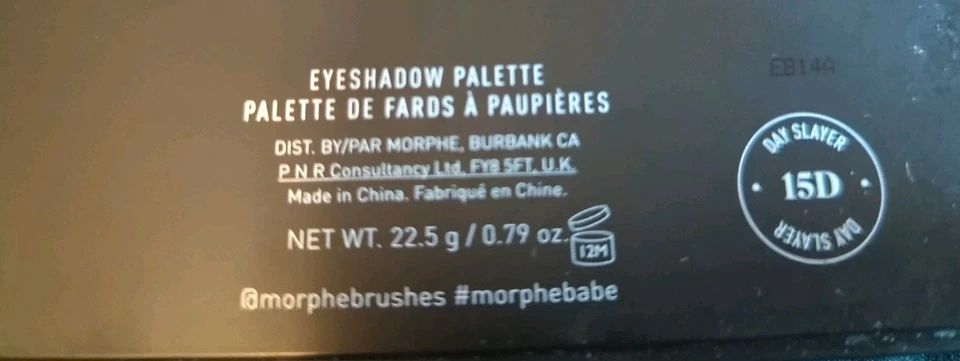 EYESHADOW PALETTE
PALETTE DE FARDS À PAUPIÈRES
DIST. BY/PAR MORPHE, BURBANK CA
P N R Consultancy Ltd, FY8 5FT, U.K.
Made in China. Fabriqué en Chine.
NET WT. 22.5 g / 0.79 oz.
12M
@morphebrushes #morphebabe
EB14A
DAY SLAYER
15D
DAY SLAYER